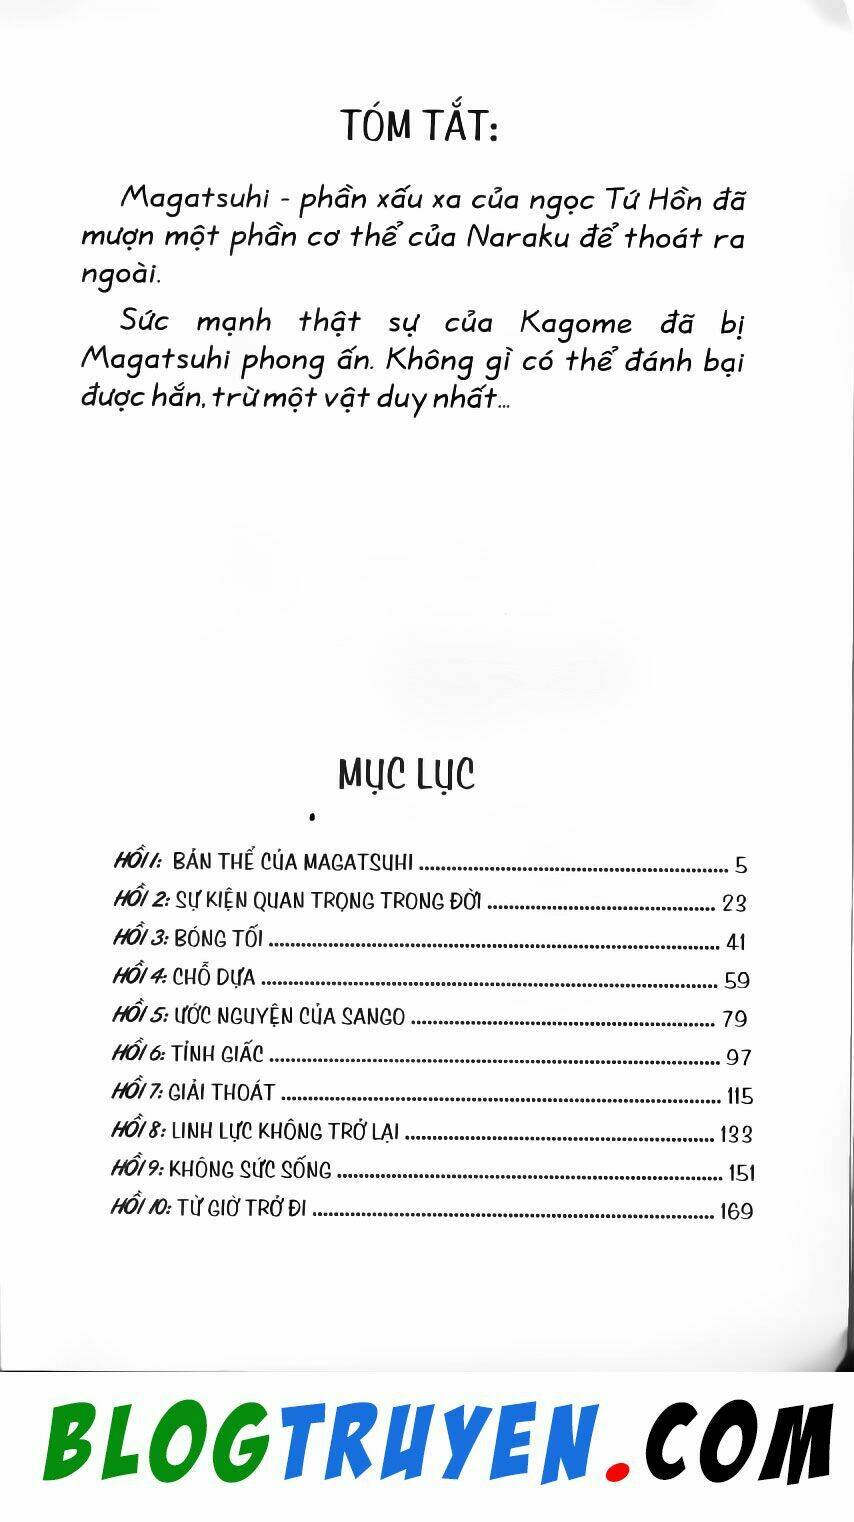 TÓM TẮT:
Magatsuhi - phần xấu xa của ngọc Tứ Hồn đã
mượn một phần cơ thể của Naraku để thoát ra
ngoài.
Sức mạnh thật sự của Kagome đã bị
Magatsuhi phong ấn. Không gì có thể đánh bại
được hắn, trừ một vật duy nhất...
MỤC LỤC
HỒI 1: BẢN THỂ CỦA MAGATSUHI ........ 5
HỒI 2: SỰ KIỆN QUAN TRỌNG TRONG ĐỜI ........ 23
HỒI 3: BÓNG TỐI ........ 41
HỒI 4: CHỖ DỰA ........ 59
HỒI 5: ƯỚC NGUYỆN CỦA SANGO ........ 79
HỒI 6: TỈNH GIẤC ........ 97
HỒI 7: GIẢI THOÁT ........ 115
HỒI 8: LINH LỰC KHÔNG TRỞ LẠI ........ 133
HỒI 9: KHÔNG SỨC SỐNG ........ 151
HỒI 10: TỪ GIỜ TRỞ ĐI ........ 169
BLOGTRUYEN.COM